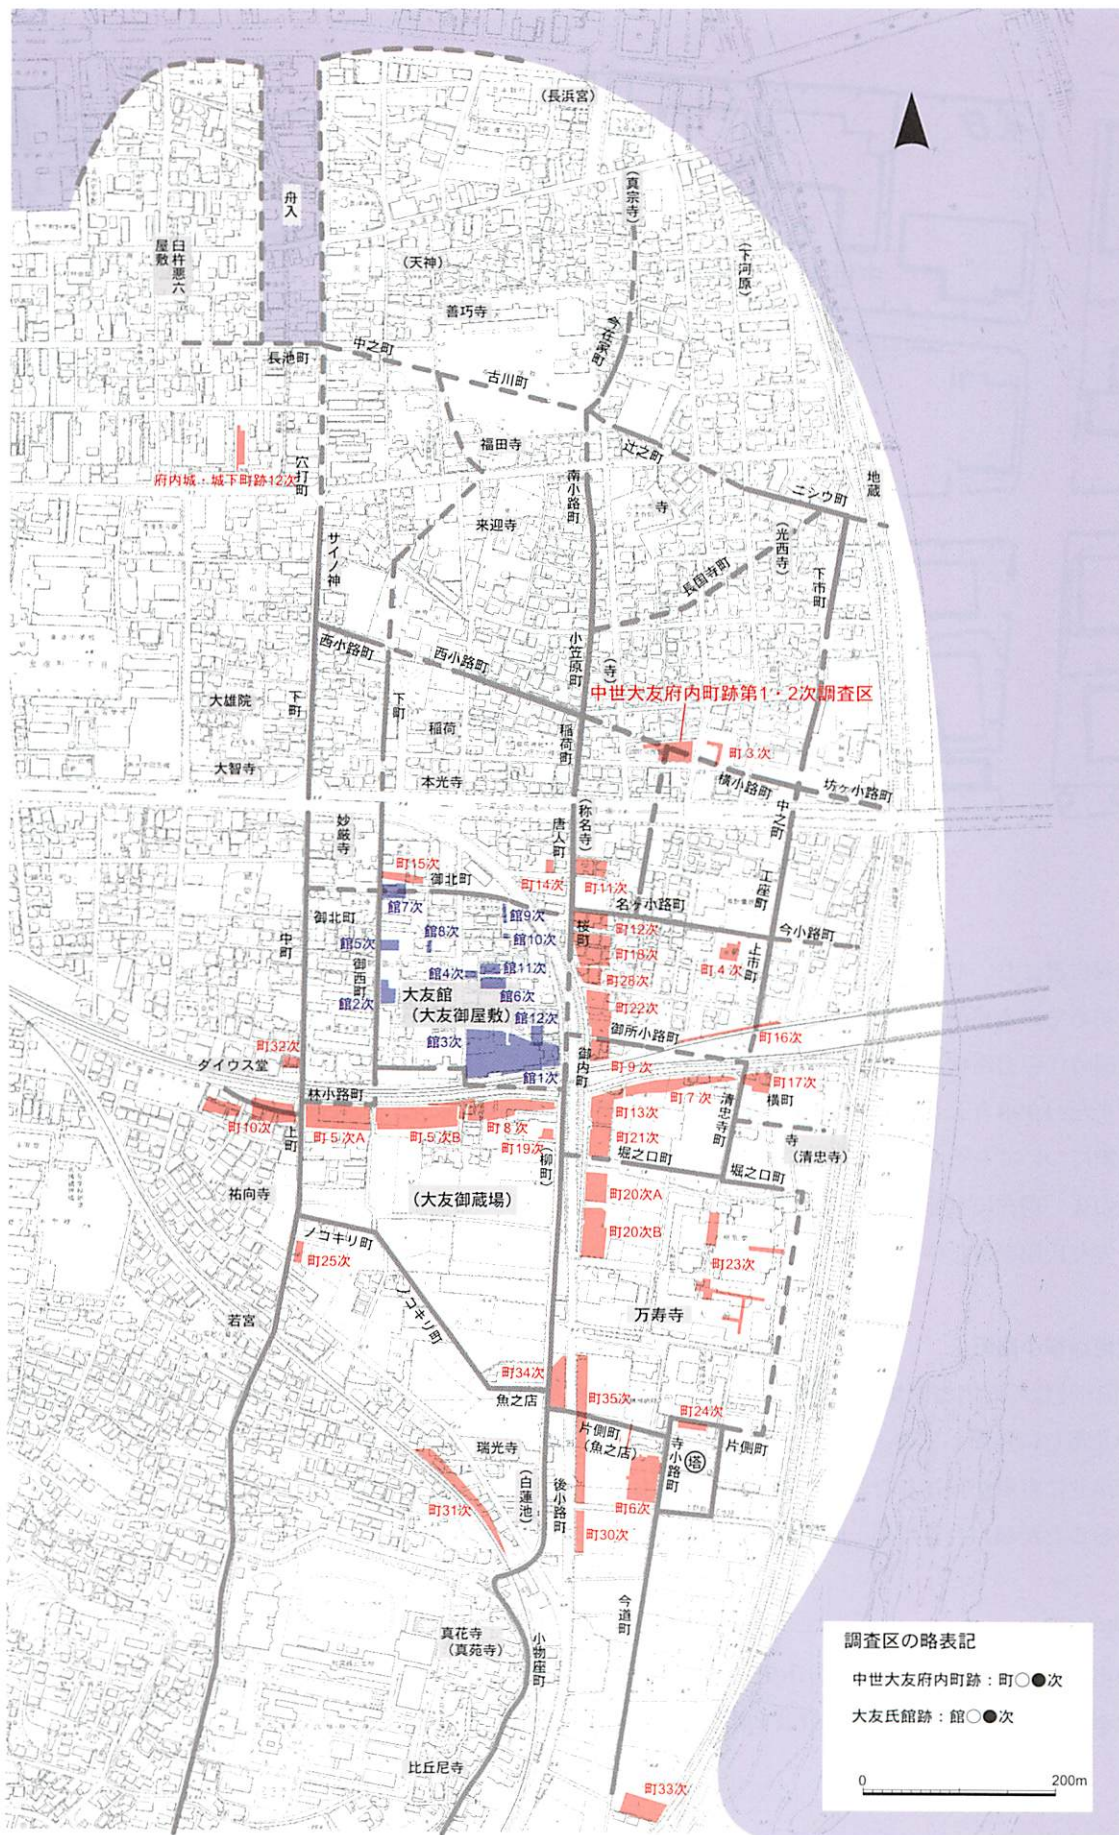 (長浜宮)
舟入
(真宗寺)
臼杵悪六
屋敷
(天神)
(下河原)
善巧寺
今在家町
長池町
中之町
古川町
福田寺
辻之町
府内城・城下町跡12次
穴打町
南小路町
ニシウ町
地蔵
来迎寺
寺
サイノ神
(光西寺)
長国寺町
下市町
西小路町
西小路町
小笠原町
(寺)
中世大友府内町跡第1・2次調査区
大雄院
下町
下町
稲荷
稲荷町
町3次
大智寺
本光寺
横小路町
坊ヶ小路町
中之町
妙厳寺
唐人町
(称名寺)
町15次
御北町
町14次
町11次
工座町
館7次
館9次
名ヶ小路町
御北町
桜町
町12次
今小路町
館5次
館8次
館10次
町18次
上市町
中町
御西町
館4次
館11次
町4次
町28次
館2次
大友館
(大友御屋敷)
館6次
町22次
館12次
御所小路町
町16次
町32次
館3次
ダイウス堂
館1次
御内町
町9次
林小路町
町7次
町17次
横町
町10次
上町
町5次A
町5次B
町8次
町13次
清忠寺町
町19次
町21次
寺
(清忠寺)
(柳町)
堀之口町
堀之口町
祐向寺
(大友御蔵場)
町20次A
ノコキリ町
町20次B
町25次
町23次
ノコキリ町
若宮
万寿寺
町34次
魚之店
町35次
町24次
片側町
(魚之店)
片側町
瑞光寺
寺小路町
塔
(白蓮池)
後小路町
町31次
町6次
町30次
今道町
真花寺
(真苑寺)
小物座町
比丘尼寺
町33次
調査区の略表記
中世大友府内町跡：町○●次
大友氏館跡：館○●次
0 200m